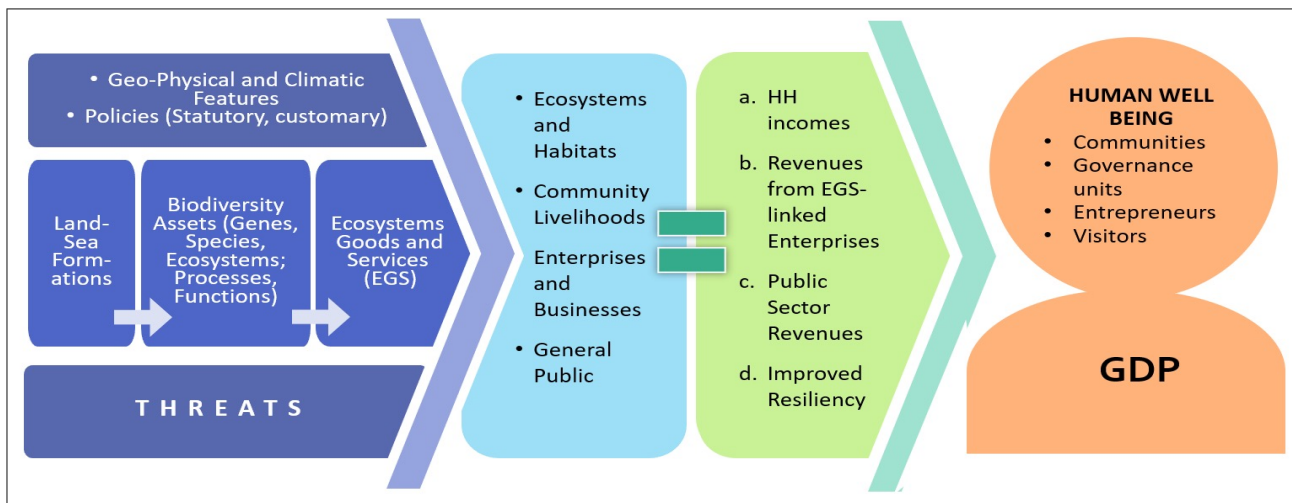 • Geo-Physical and Climatic
Features
• Policies (Statutory, customary)
Land-
Sea
Form-
ations
Biodiversity
Assets (Genes,
Species,
Ecosystems;
Processes,
Functions)
Ecosystems
Goods and
Services
(EGS)
THREATS
• Ecosystems
and
Habitats
• Community
Livelihoods
Enterprises
and
Businesses
• General
Public
a. HH
incomes
b. Revenues
from EGS-
linked
Enterprises
c. Public
Sector
Revenues
d. Improved
Resiliency
HUMAN WELL
BEING
• Communities
• Governance
units
• Entrepreneurs
• Visitors
GDP